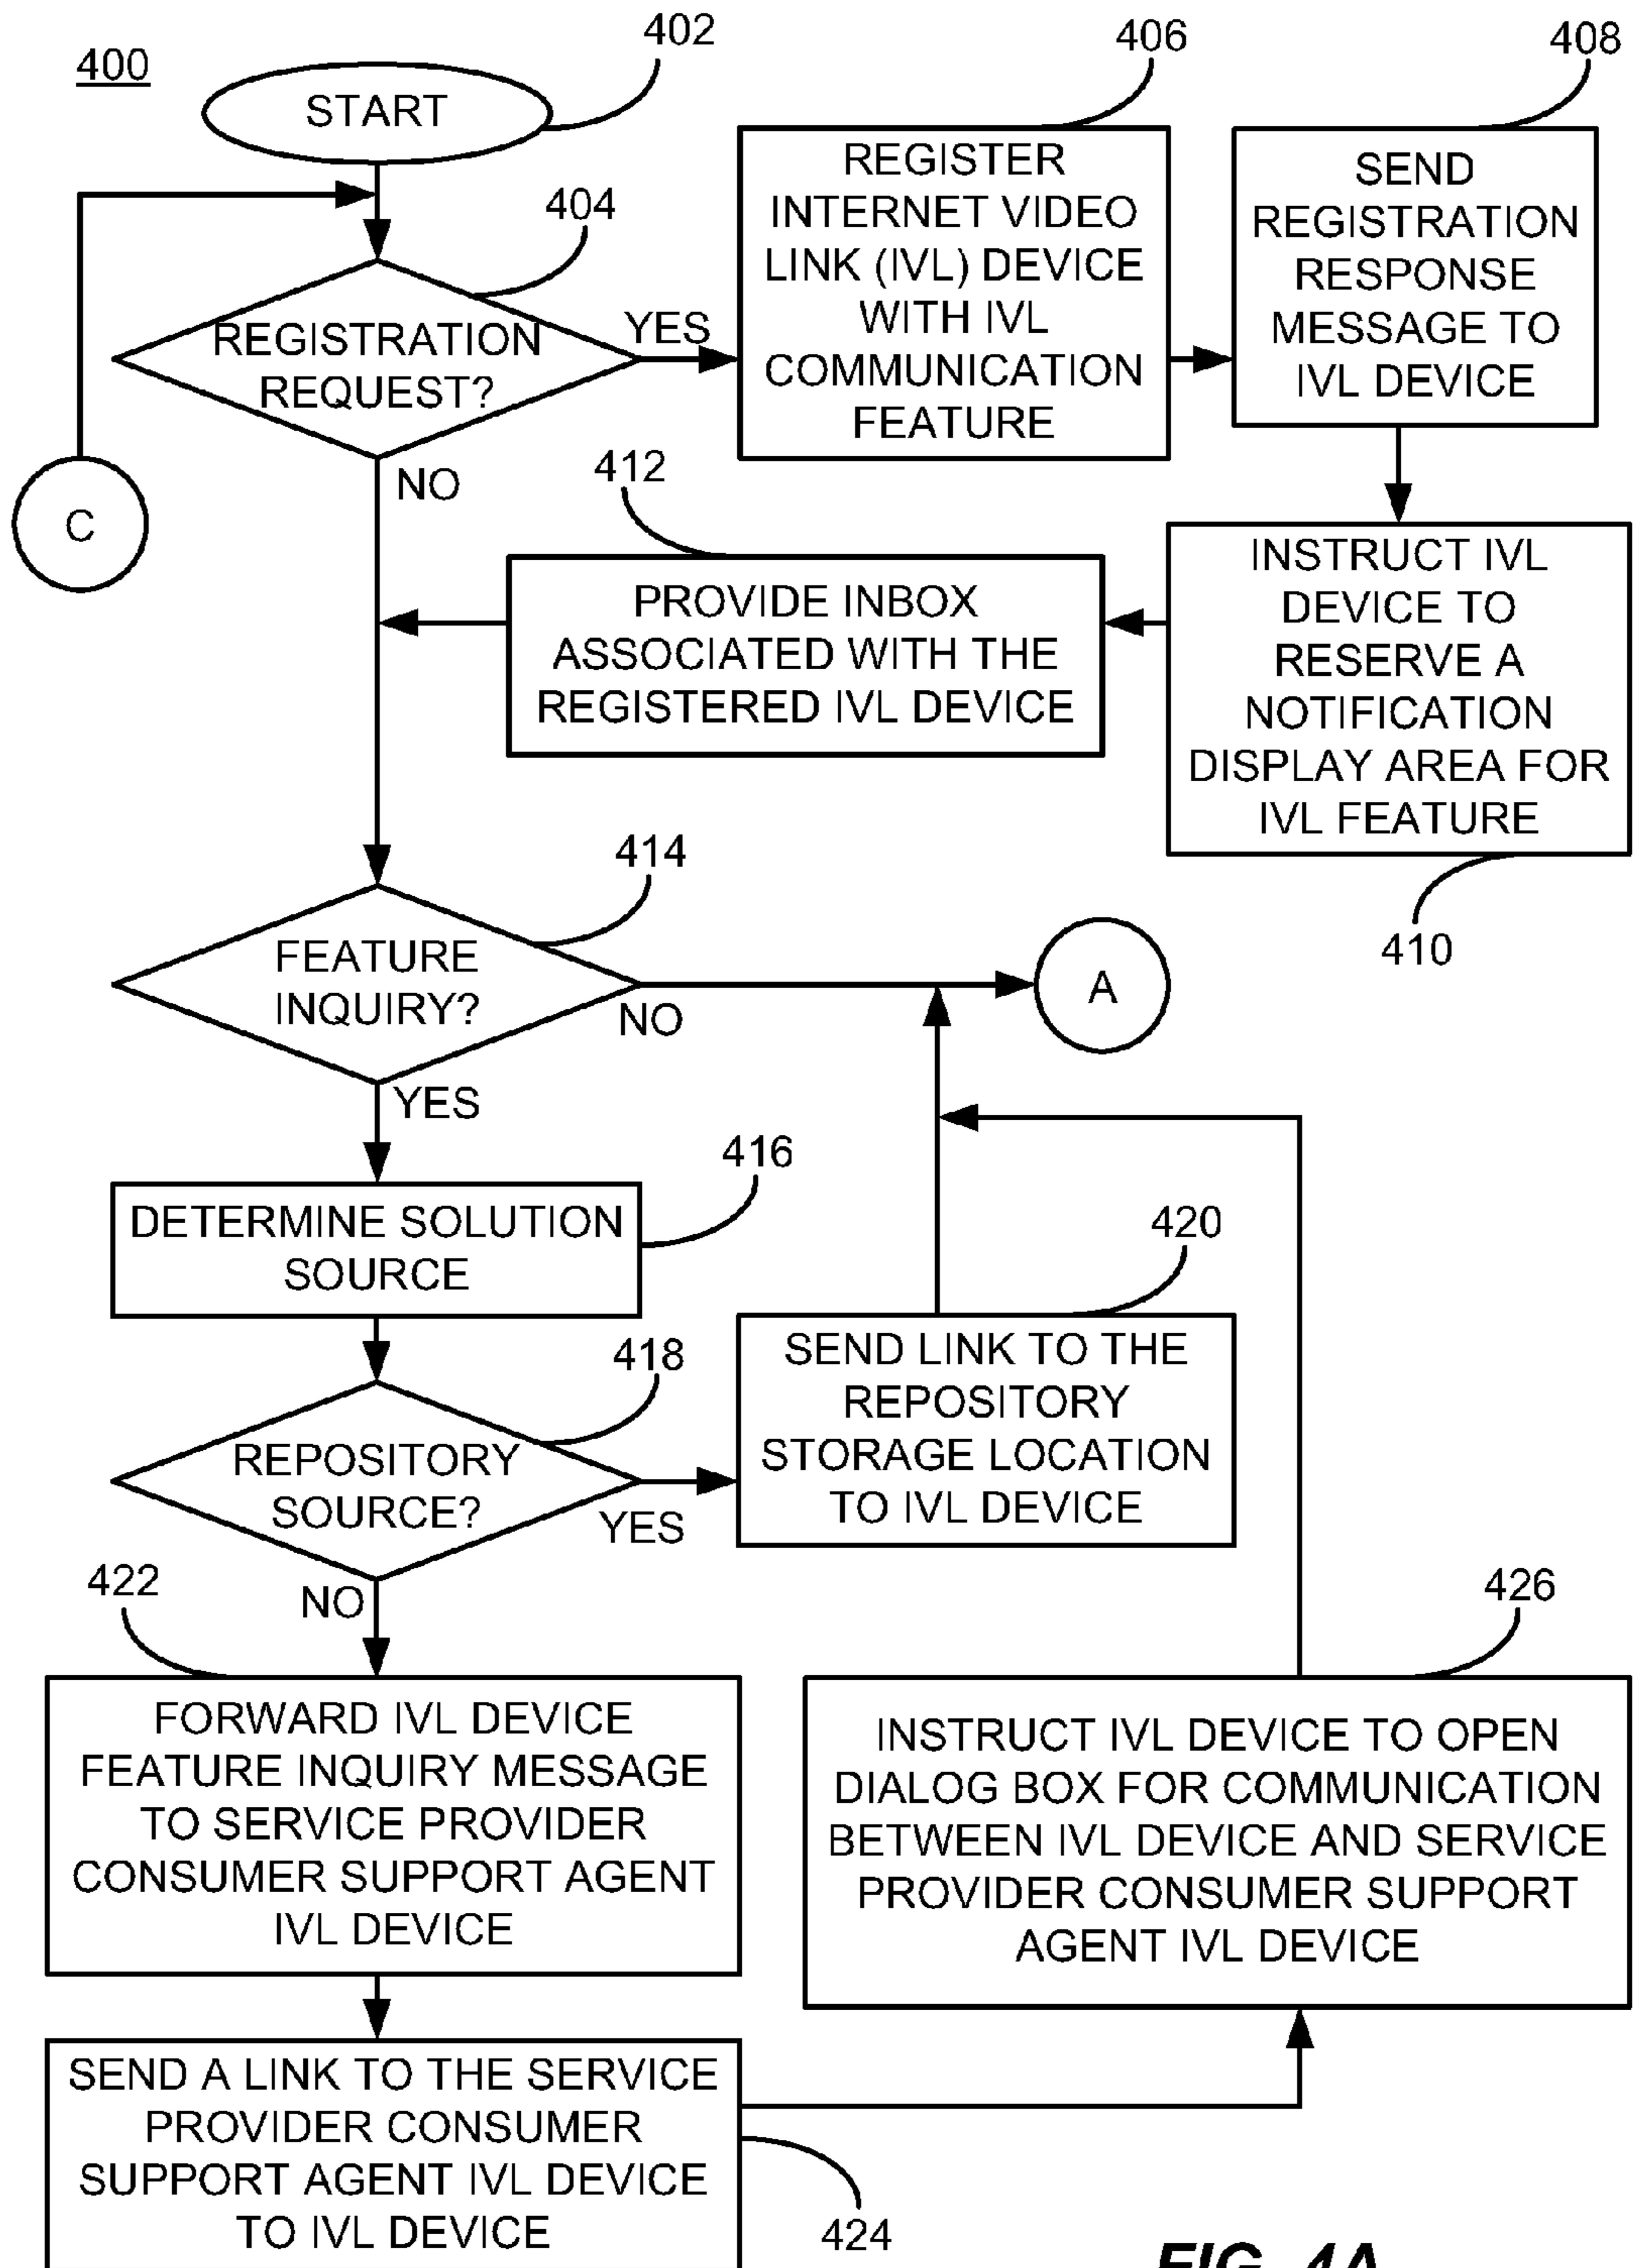 400
402
START
404
REGISTRATION
REQUEST?
YES
NO
C
406
REGISTER
INTERNET VIDEO
LINK (IVL) DEVICE
WITH IVL
COMMUNICATION
FEATURE
408
SEND
REGISTRATION
RESPONSE
MESSAGE TO
IVL DEVICE
INSTRUCT IVL
DEVICE TO
RESERVE A
NOTIFICATION
DISPLAY AREA FOR
IVL FEATURE
410
412
PROVIDE INBOX
ASSOCIATED WITH THE
REGISTERED IVL DEVICE
414
FEATURE
INQUIRY?
NO
A
YES
416
DETERMINE SOLUTION
SOURCE
418
REPOSITORY
SOURCE?
YES
NO
420
SEND LINK TO THE
REPOSITORY
STORAGE LOCATION
TO IVL DEVICE
422
FORWARD IVL DEVICE
FEATURE INQUIRY MESSAGE
TO SERVICE PROVIDER
CONSUMER SUPPORT AGENT
IVL DEVICE
SEND A LINK TO THE SERVICE
PROVIDER CONSUMER
SUPPORT AGENT IVL DEVICE
TO IVL DEVICE
424
426
INSTRUCT IVL DEVICE TO OPEN
DIALOG BOX FOR COMMUNICATION
BETWEEN IVL DEVICE AND SERVICE
PROVIDER CONSUMER SUPPORT
AGENT IVL DEVICE
FIG. 4A